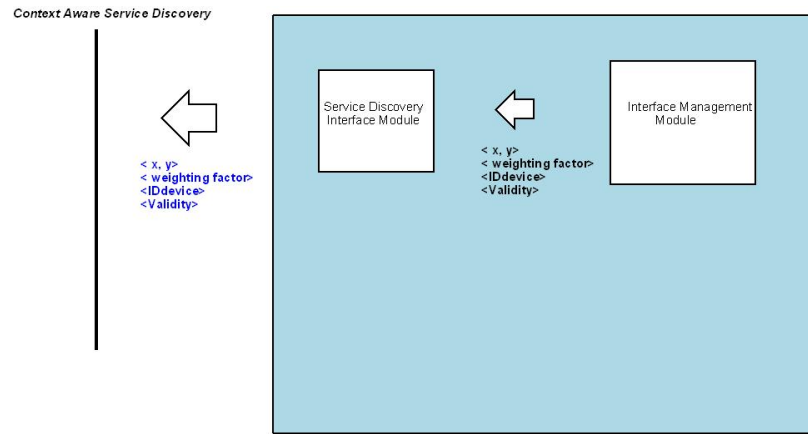 Context Aware Service Discovery
Service Discovery
Interface Module
Interface Management
Module
< x, y>
< weighting factor>
<IDdevice>
<Validity>
< x, y>
< weighting factor>
<IDdevice>
<Validity>